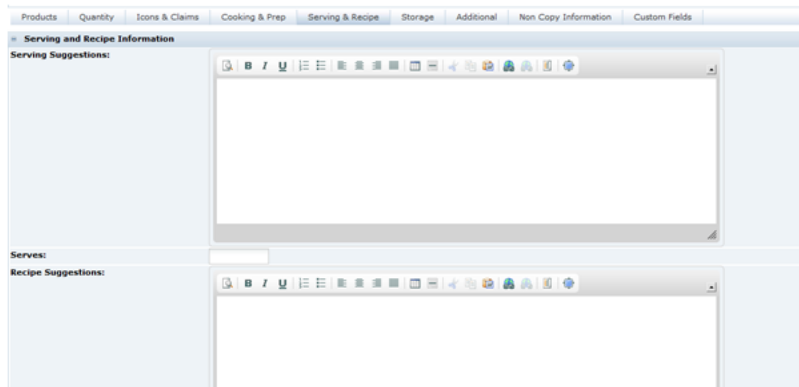 Products Quantity Icons & Claims Cooking & Prep Serving & Recipe Storage Additional Non Copy Information Custom Fields
Serving and Recipe Information
Serving Suggestions:
B I U
Serves:
Recipe Suggestions:
B I U